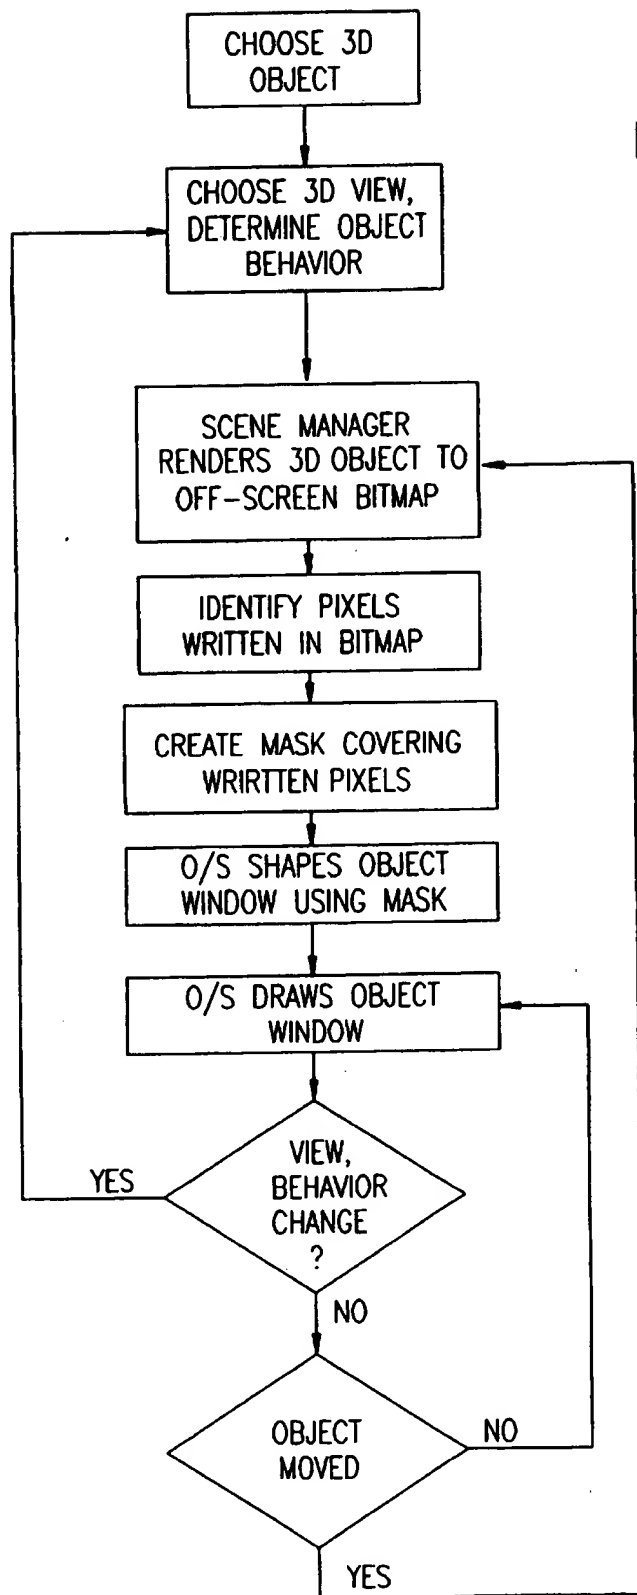 CHOOSE 3D
OBJECT
CHOOSE 3D VIEW,
DETERMINE OBJECT
BEHAVIOR
SCENE MANAGER
RENDERS 3D OBJECT TO
OFF-SCREEN BITMAP
IDENTIFY PIXELS
WRITTEN IN BITMAP
CREATE MASK COVERING
WRIRTTEN PIXELS
O/S SHAPES OBJECT
WINDOW USING MASK
O/S DRAWS OBJECT
WINDOW
VIEW,
BEHAVIOR
CHANGE
?
YES
NO
OBJECT
MOVED
NO
YES